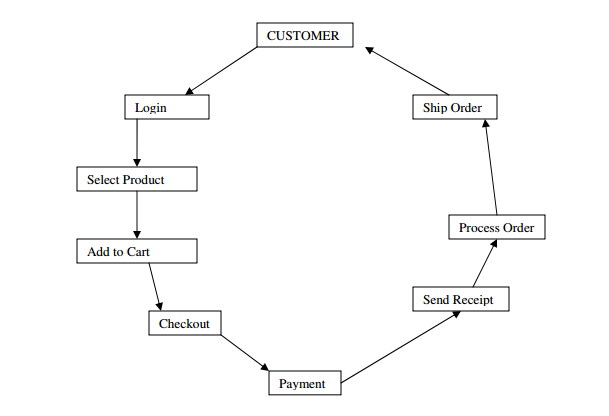 CUSTOMER
Login
Ship Order
Select Product
Process Order
Add to Cart
Send Receipt
Checkout
Payment